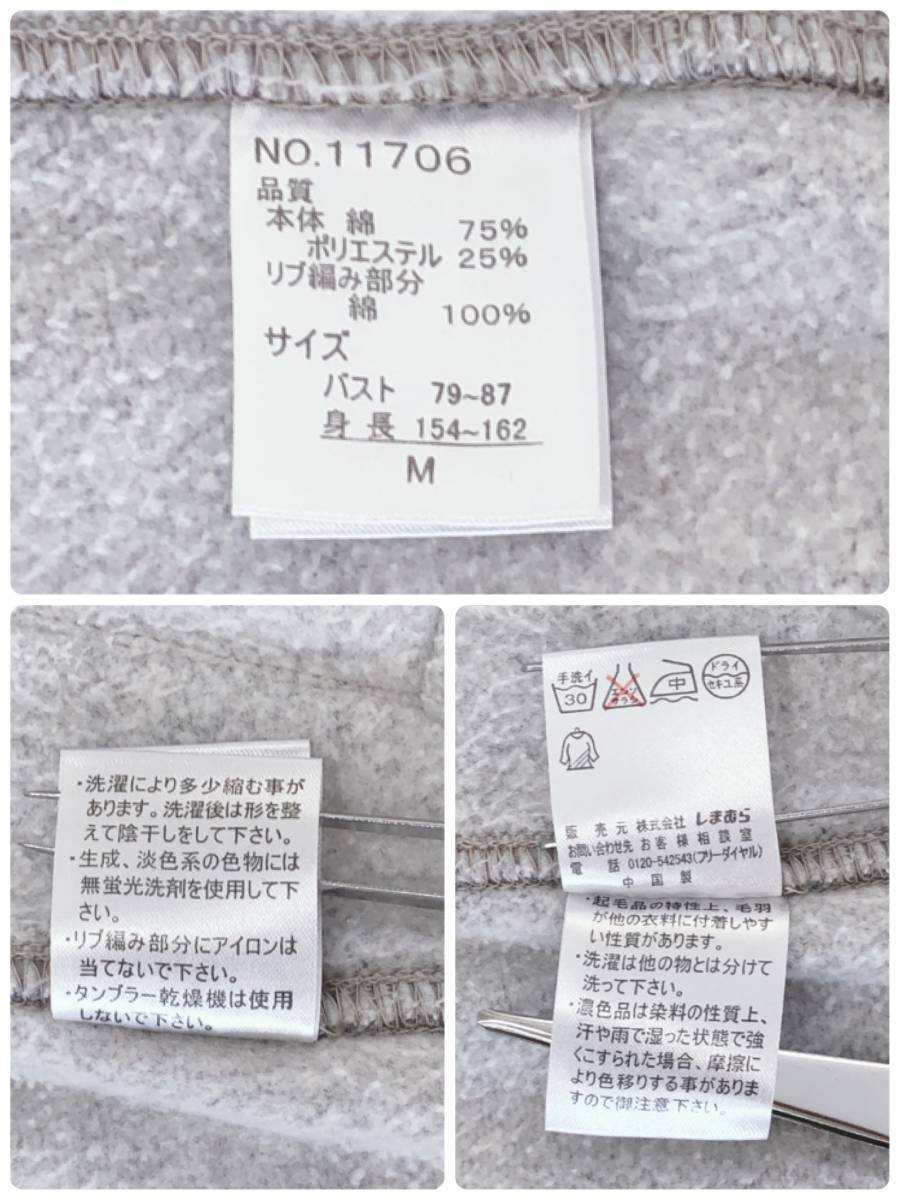 NO.11706
品質
本体 綿 75%
ポリエステル 25%
リブ編み部分
綿 100%
サイズ
バスト 79~87
身長 154~162
M
・洗濯により多少縮む事が
あります。洗濯後は形を整
えて陰干しをして下さい。
・生成、淡色系の色物には
無蛍光洗剤を使用して下
さい。
・リブ編み部分にアイロンは
当てないで下さい。
・タンブラー乾燥機は使用
しないで下さい。
手洗イ
30
エンソ
サラシ
中
ドライ
セキユ系
販売元 株式会社 しまむら
お問い合わせ先 お客様相談室
電話 0120-542543(フリーダイヤル)
中国製
・起毛品の特性上、毛羽
が他の衣料に付着しやす
い性質があります。
・洗濯は他の物とは分けて
洗って下さい。
・濃色品は染料の性質上、
汗や雨で湿った状態で強
くこすられた場合、摩擦に
より色移りする事がありま
すので御注意下さい。